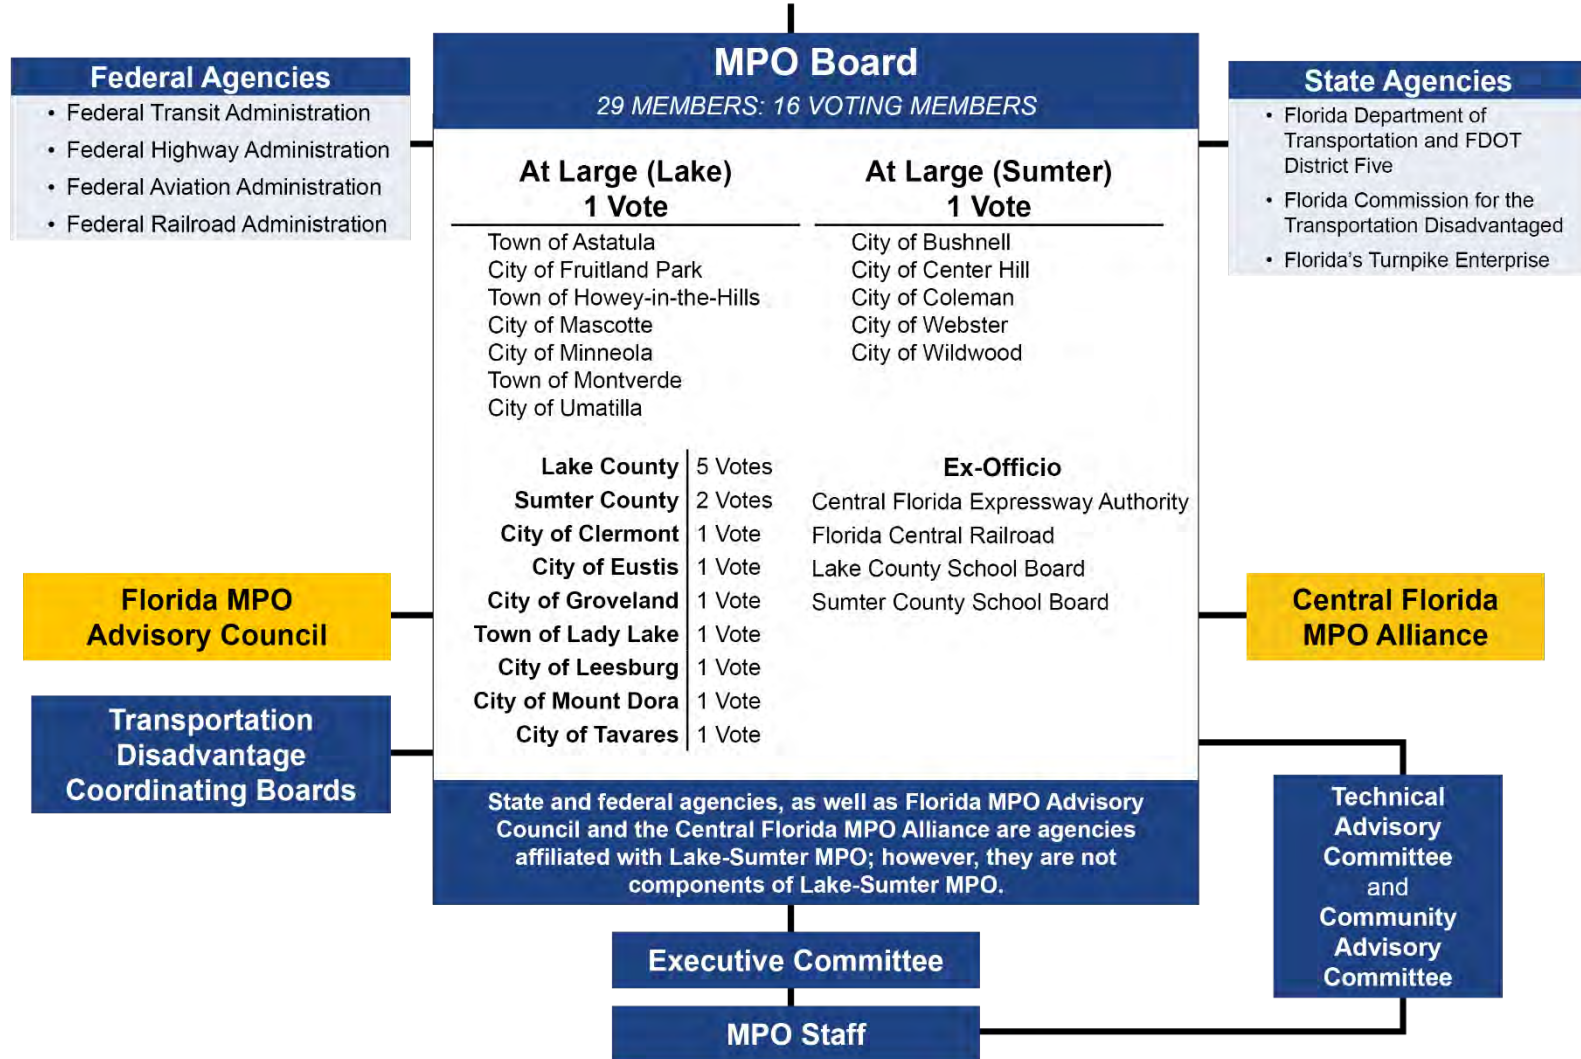 MPO Board
29 MEMBERS: 16 VOTING MEMBERS
Federal Agencies
• Federal Transit Administration
• Federal Highway Administration
• Federal Aviation Administration
• Federal Railroad Administration
State Agencies
• Florida Department of
Transportation and FDOT
District Five
• Florida Commission for the
Transportation Disadvantaged
• Florida's Turnpike Enterprise
At Large (Lake)
1 Vote
Town of Astatula
City of Fruitland Park
Town of Howey-in-the-Hills
City of Mascotte
City of Minneola
Town of Montverde
City of Umatilla
At Large (Sumter)
1 Vote
City of Bushnell
City of Center Hill
City of Coleman
City of Webster
City of Wildwood
Lake County 5 Votes
Sumter County 2 Votes
City of Clermont 1 Vote
City of Eustis 1 Vote
City of Groveland 1 Vote
Town of Lady Lake 1 Vote
City of Leesburg 1 Vote
City of Mount Dora 1 Vote
City of Tavares 1 Vote
Ex-Officio
Central Florida Expressway Authority
Florida Central Railroad
Lake County School Board
Sumter County School Board
Florida MPO
Advisory Council
Central Florida
MPO Alliance
Transportation
Disadvantage
Coordinating Boards
State and federal agencies, as well as Florida MPO Advisory
Council and the Central Florida MPO Alliance are agencies
affiliated with Lake-Sumter MPO; however, they are not
components of Lake-Sumter MPO.
Technical
Advisory
Committee
and
Community
Advisory
Committee
Executive Committee
MPO Staff